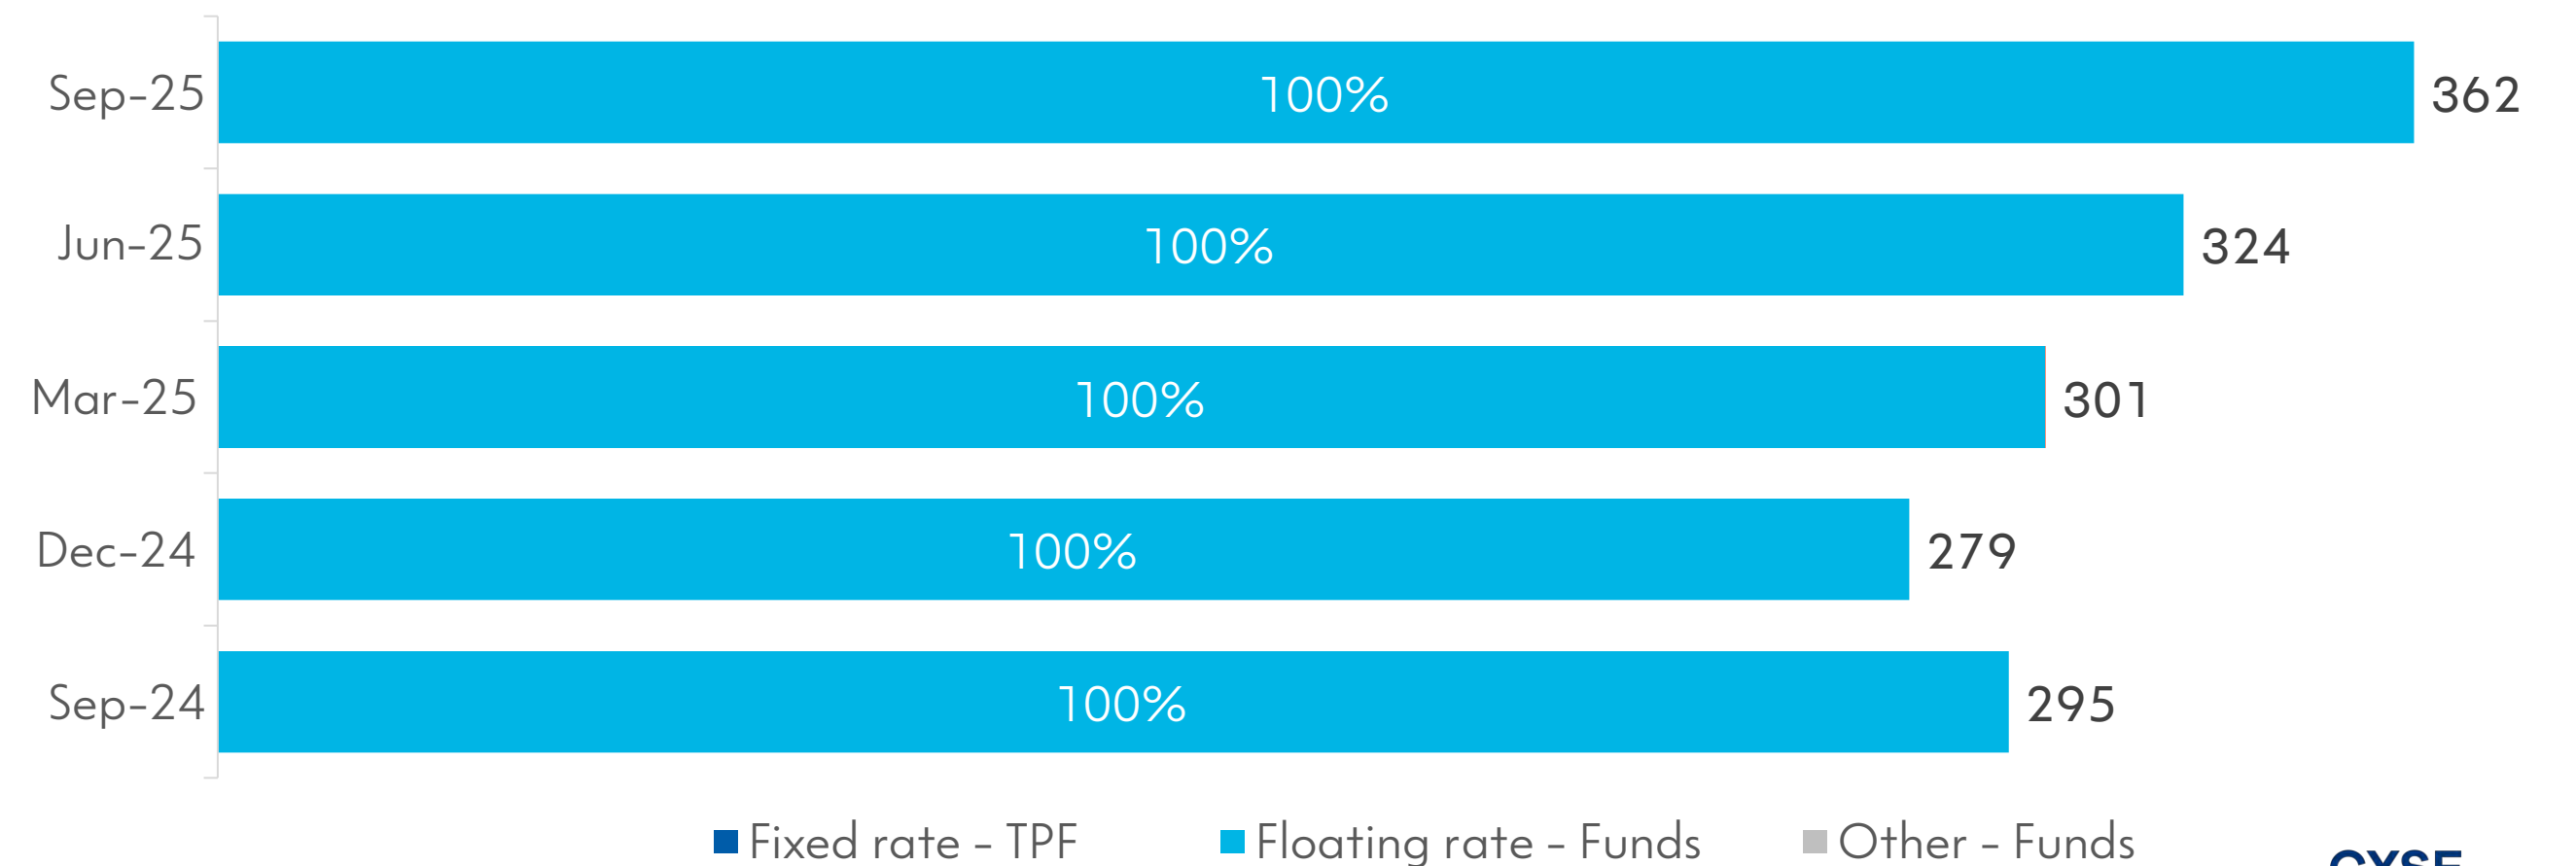 Sep-25 100% 362
Jun-25 100% 324
Mar-25 100% 301
Dec-24 100% 279
Sep-24 100% 295
Fixed rate - TPF Floating rate - Funds Other - Funds